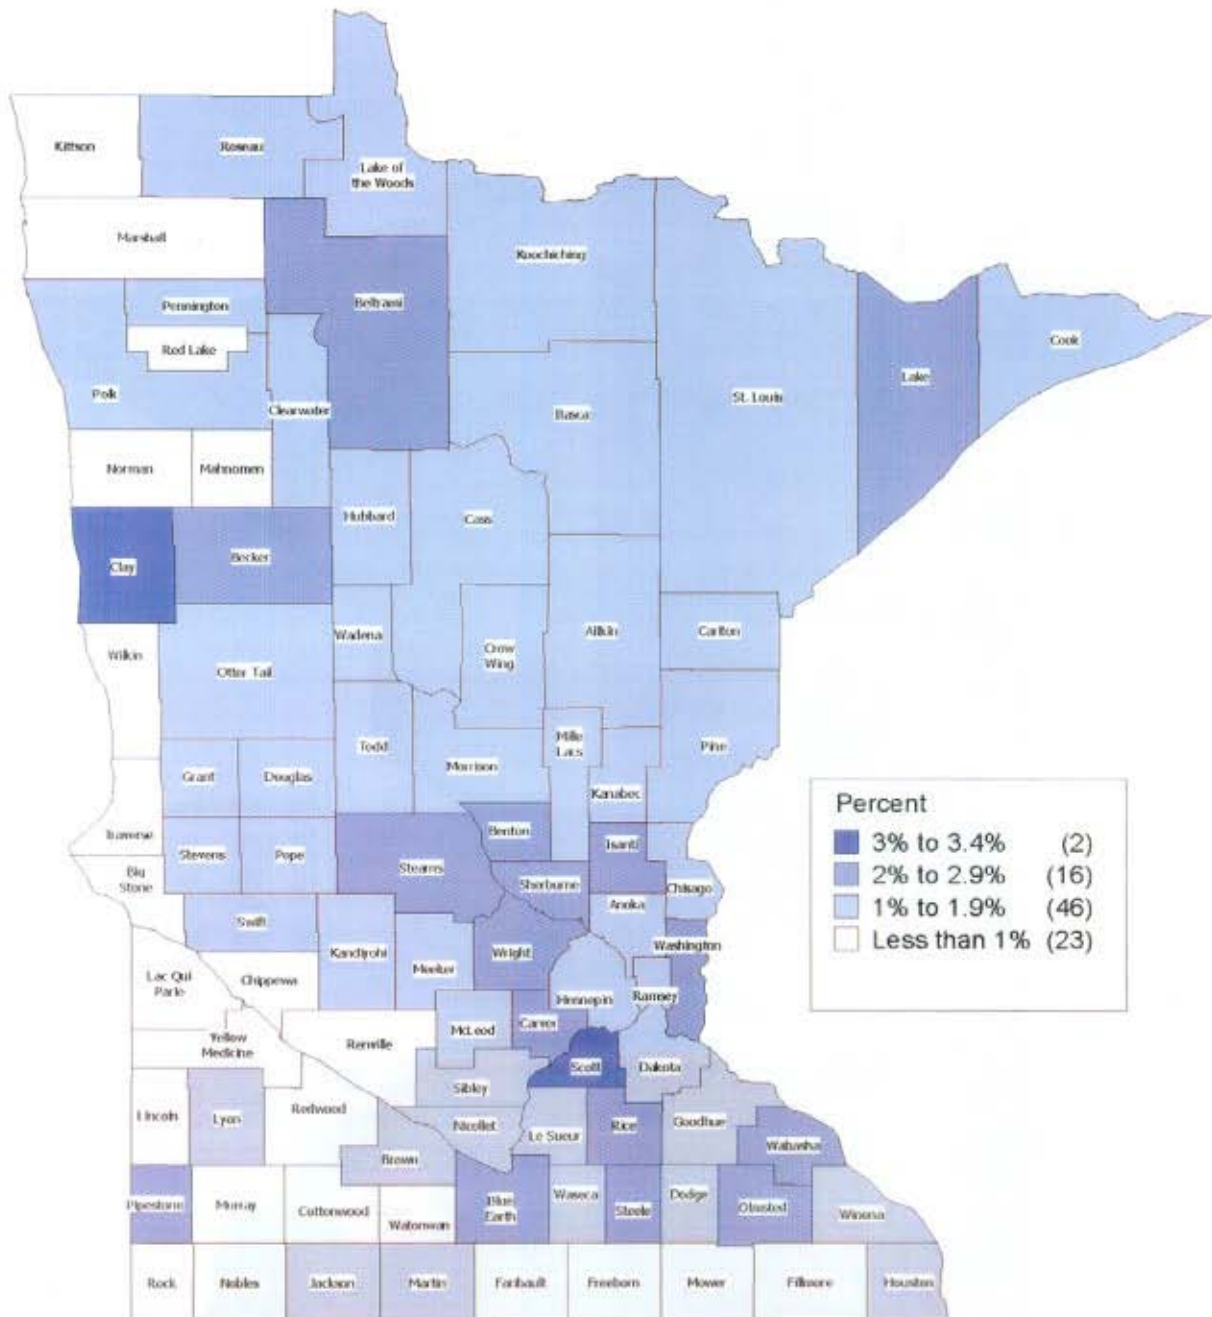 Kittson
Roseau
Lake of
the Woods
Marshall
Koochiching
Pennington
Beltrami
Red Lake
Cook
Polk
Lake
St. Louis
Clearwater
Itasca
Norman
Mahnomen
Hubbard
Cass
Becker
Clay
Wadena
Aitkin
Carlton
Wilkin
Crow
Wing
Otter Tail
Mille
Lacs
Todd
Pine
Morrison
Grant
Douglas
Kanabec
Percent
3% to 3.4% (2)
2% to 2.9% (16)
1% to 1.9% (46)
Less than 1% (23)
Traverse
Benton
Isanti
Stevens
Pope
Stearns
Big
Stone
Sherburne
Chisago
Anoka
Swift
Kandiyohi
Wright
Washington
Meeker
Lac Qui
Parle
Chippewa
Hennepin
Ramsey
Carver
McLeod
Yellow
Medicine
Renville
Scott
Dakota
Sibley
Lincoln
Lyon
Redwood
Nicollet
Le Sueur
Rice
Goodhue
Wabasha
Brown
Pipestone
Murray
Cottonwood
Watonwan
Blue
Earth
Waseca
Steele
Dodge
Olmsted
Winona
Rock
Nobles
Jackson
Martin
Faribault
Freeborn
Mower
Fillmore
Houston